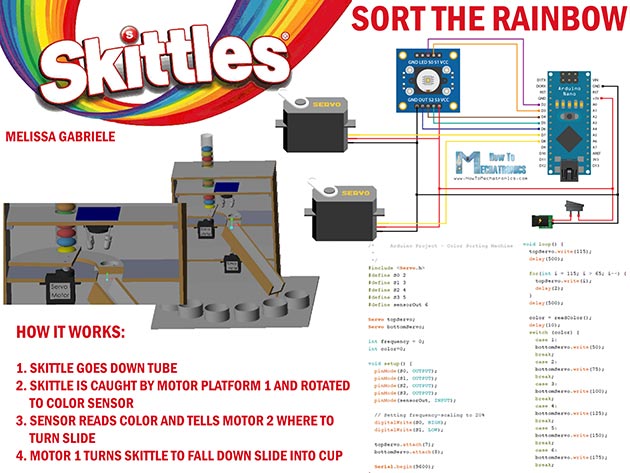 Skittles
S
SORT THE RAINBOW
MELISSA GABRIELE
SERVO
SERVO
GND LED S0 S1 VCC
GND OUT S2 S3 VCC
Arduino
Nano
How To
MECHATRONICS
www.HowToMechatronics.com
Servo
Motor
HOW IT WORKS:
1. SKITTLE GOES DOWN TUBE
2. SKITTLE IS CAUGHT BY MOTOR PLATFORM 1 AND ROTATED
TO COLOR SENSOR
3. SENSOR READS COLOR AND TELLS MOTOR 2 WHERE TO
TURN SLIDE
4. MOTOR 1 TURNS SKITTLE TO FALL DOWN SLIDE INTO CUP
/* Arduino Project - Color Sorting Machine
*/
#include <Servo.h>
#define S0 2
#define S1 3
#define S2 4
#define S3 5
#define sensorOut 6
Servo topServo;
Servo bottomServo;
int frequency = 0;
int color=0;
void setup() {
pinMode(S0, OUTPUT);
pinMode(S1, OUTPUT);
pinMode(S2, OUTPUT);
pinMode(S3, OUTPUT);
pinMode(sensorOut, INPUT);
// Setting frequency-scaling to 20%
digitalWrite(S0, HIGH);
digitalWrite(S1, LOW);
topServo.attach(7);
bottomServo.attach(8);
Serial.begin(9600);
void loop() {
topServo.write(115);
delay(500);
for(int i = 115; i > 65; i--) {
topServo.write(i);
delay(2);
}
delay(500);
color = readColor();
delay(10);
switch (color) {
case 1:
bottomServo.write(50);
break;
case 2:
bottomServo.write(75);
break;
case 3:
bottomServo.write(100);
break;
case 4:
bottomServo.write(125);
break;
case 5:
bottomServo.write(150);
break;
case 6:
bottomServo.write(175);
break;